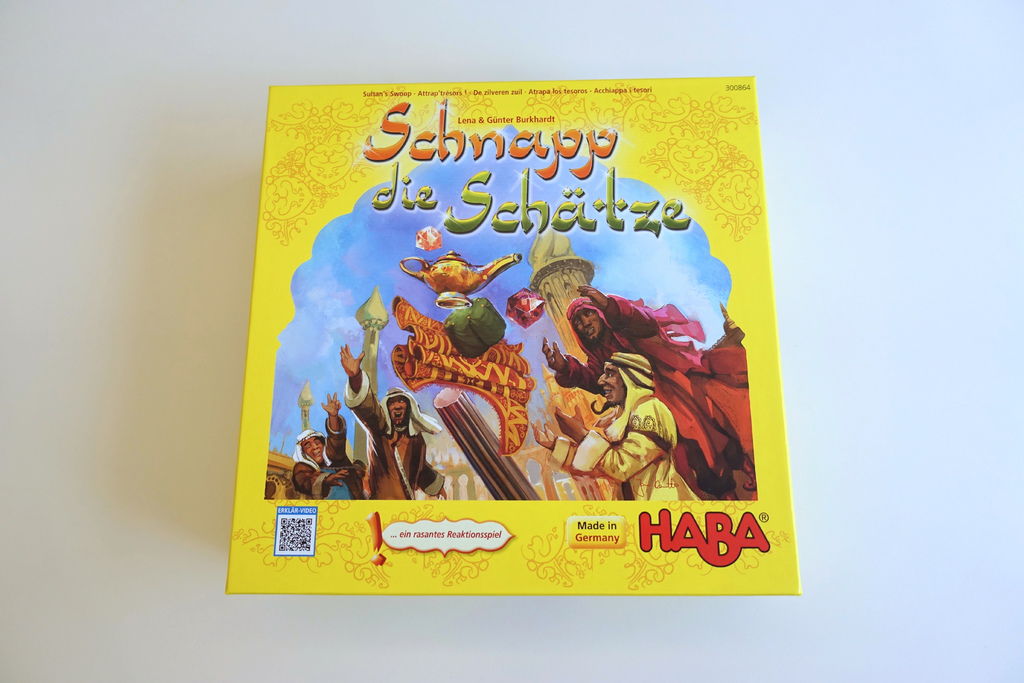 Sultan's Swoop · Attrap'trésors ! · De zilveren zuil · Atrapa los tesoros · Acchiappa i tesori
300864
Lena & Günter Burkhardt
Schnapp
die Schätze
ERKLÄR-VIDEO
! ... ein rasantes Reaktionsspiel
Made in
Germany
HABA®